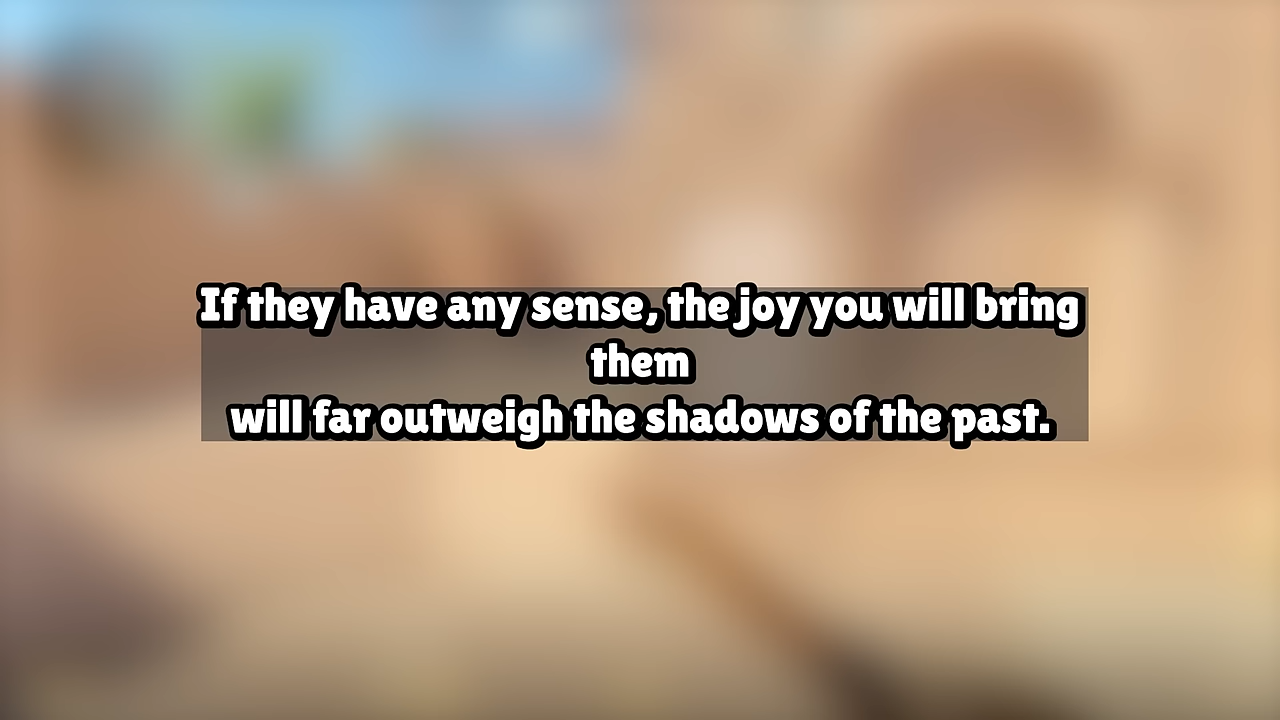 If they have any sense, the joy you will bring
them
will far outweigh the shadows of the past.